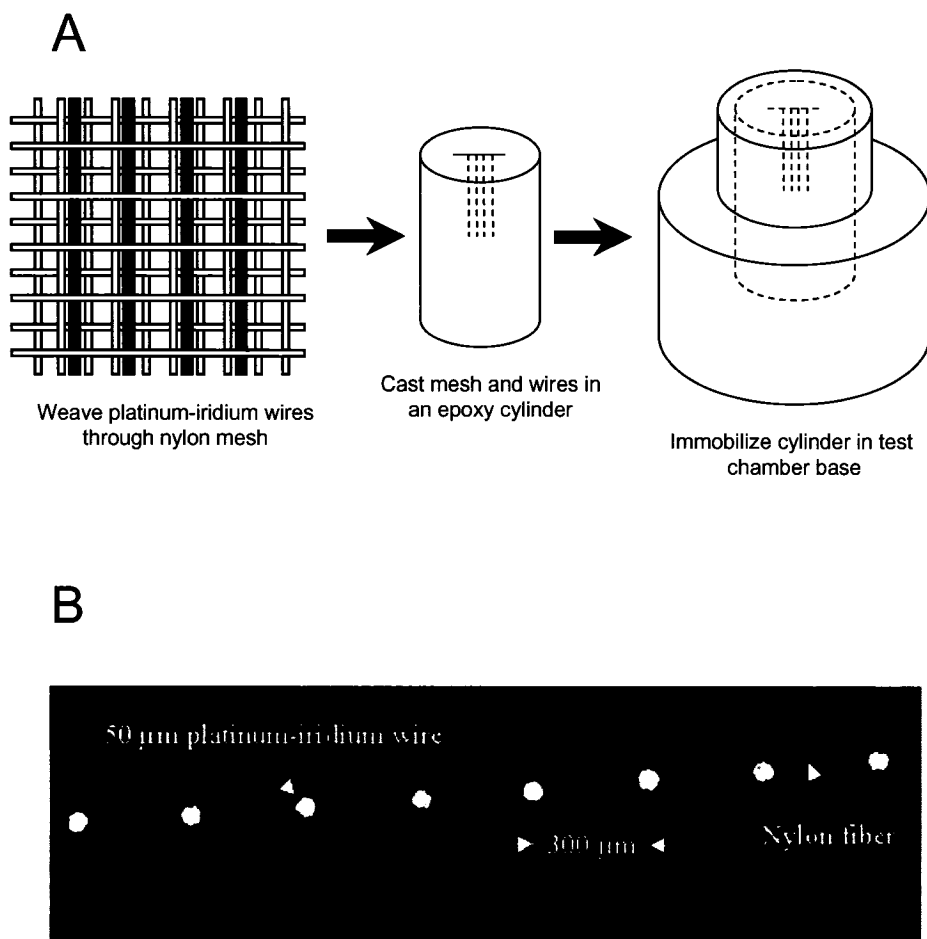 A
Weave platinum-iridium wires
through nylon mesh
Cast mesh and wires in
an epoxy cylinder
Immobilize cylinder in test
chamber base
B
50 µm platinum-iridium wire
300 µm
Nylon fiber